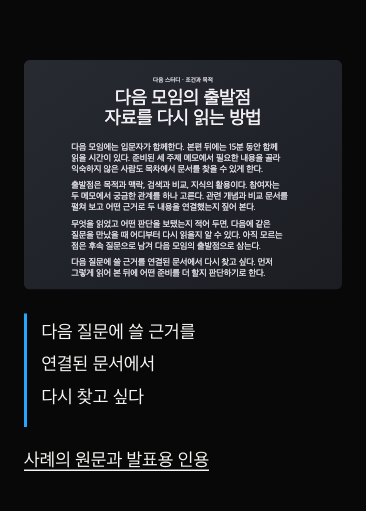 다음 스터디 · 조건과 목적
다음 모임의 출발점
자료를 다시 읽는 방법
다음 모임에는 입문자가 함께한다. 본편 뒤에는 15분 동안 함께
읽을 시간이 있다. 준비된 세 주제 메모에서 필요한 내용을 골라
익숙하지 않은 사람도 목차에서 문서를 찾을 수 있게 한다.
출발점은 목적과 맥락, 검색과 비교, 지식의 활용이다. 참여자는
두 메모에서 궁금한 관계를 하나 고른다. 관련 개념과 비교 문서를
펼쳐 보고 어떤 근거로 두 내용을 연결했는지 짚어 본다.
무엇을 읽었고 어떤 판단을 보탰는지 적어 두면, 다음에 같은
질문을 만났을 때 어디부터 다시 읽을지 알 수 있다. 아직 모르는
점은 후속 질문으로 남겨 다음 모임의 출발점으로 삼는다.
다음 질문에 쓸 근거를 연결된 문서에서 다시 찾고 싶다. 먼저
그렇게 읽어 본 뒤에 어떤 준비를 더 할지 판단하기로 한다.
다음 질문에 쓸 근거를
연결된 문서에서
다시 찾고 싶다
사례의 원문과 발표용 인용